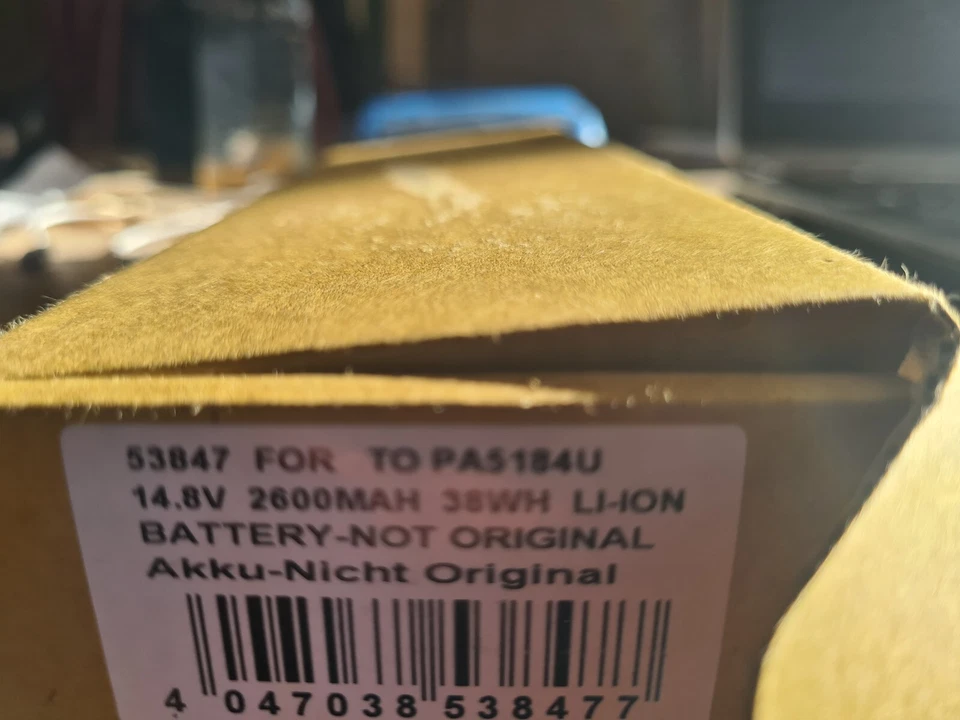 53847 FOR TO PA5184U
14.8V 2600MAH 38WH LI-ION
BATTERY-NOT ORIGINAL
Akku-Nicht Original
4 047038 538477